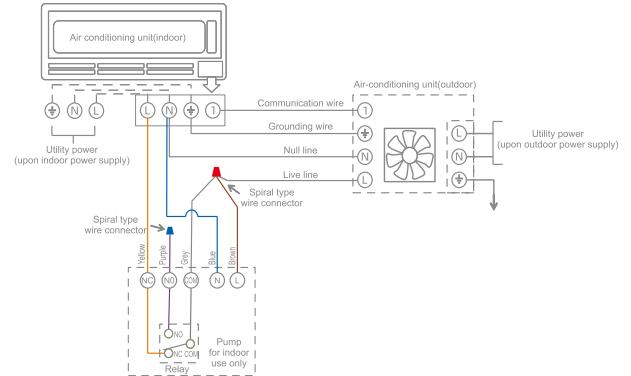 Air conditioning unit(indoor)
Air-conditioning unit(outdoor)
N L
L N 1
Communication wire
1
Grounding wire
Utility power
(upon indoor power supply)
Null line
N
Live line
L
L
N
Utility power
(upon outdoor power supply)
Spiral type
wire connector
Spiral type
wire connector
Yellow
Purple
Grey
Blue
Brown
NC NO COM N L
NO
NC COM
Relay
Pump
for indoor
use only